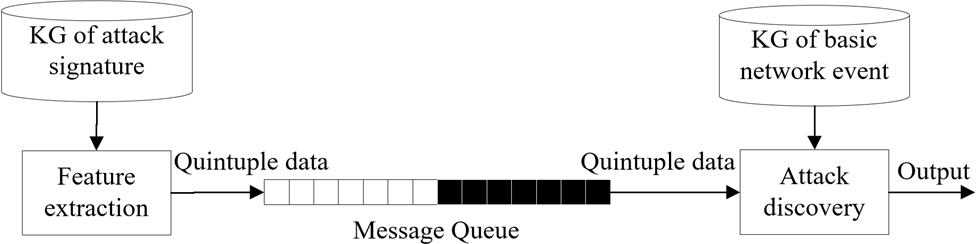 KG of attack
signature
KG of basic
network event
Quintuple data
Quintuple data
Output
Feature
extraction
Attack
discovery
Message Queue